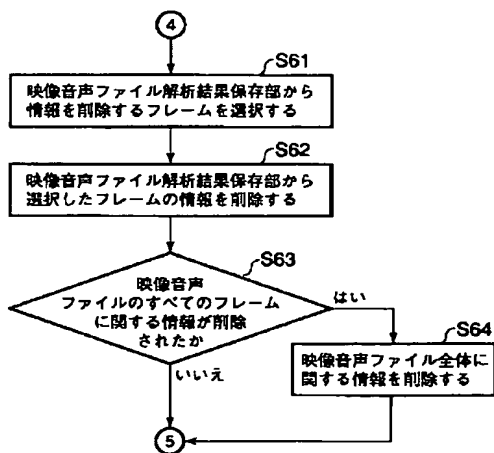 4
S61
映像音声ファイル解析結果保存部から
情報を削除するフレームを選択する
S62
映像音声ファイル解析結果保存部から
選択したフレームの情報を削除する
S63
映像音声
ファイルのすべてのフレーム
に関する情報が削除
されたか
はい
いいえ
S64
映像音声ファイル全体に
関する情報を削除する
5